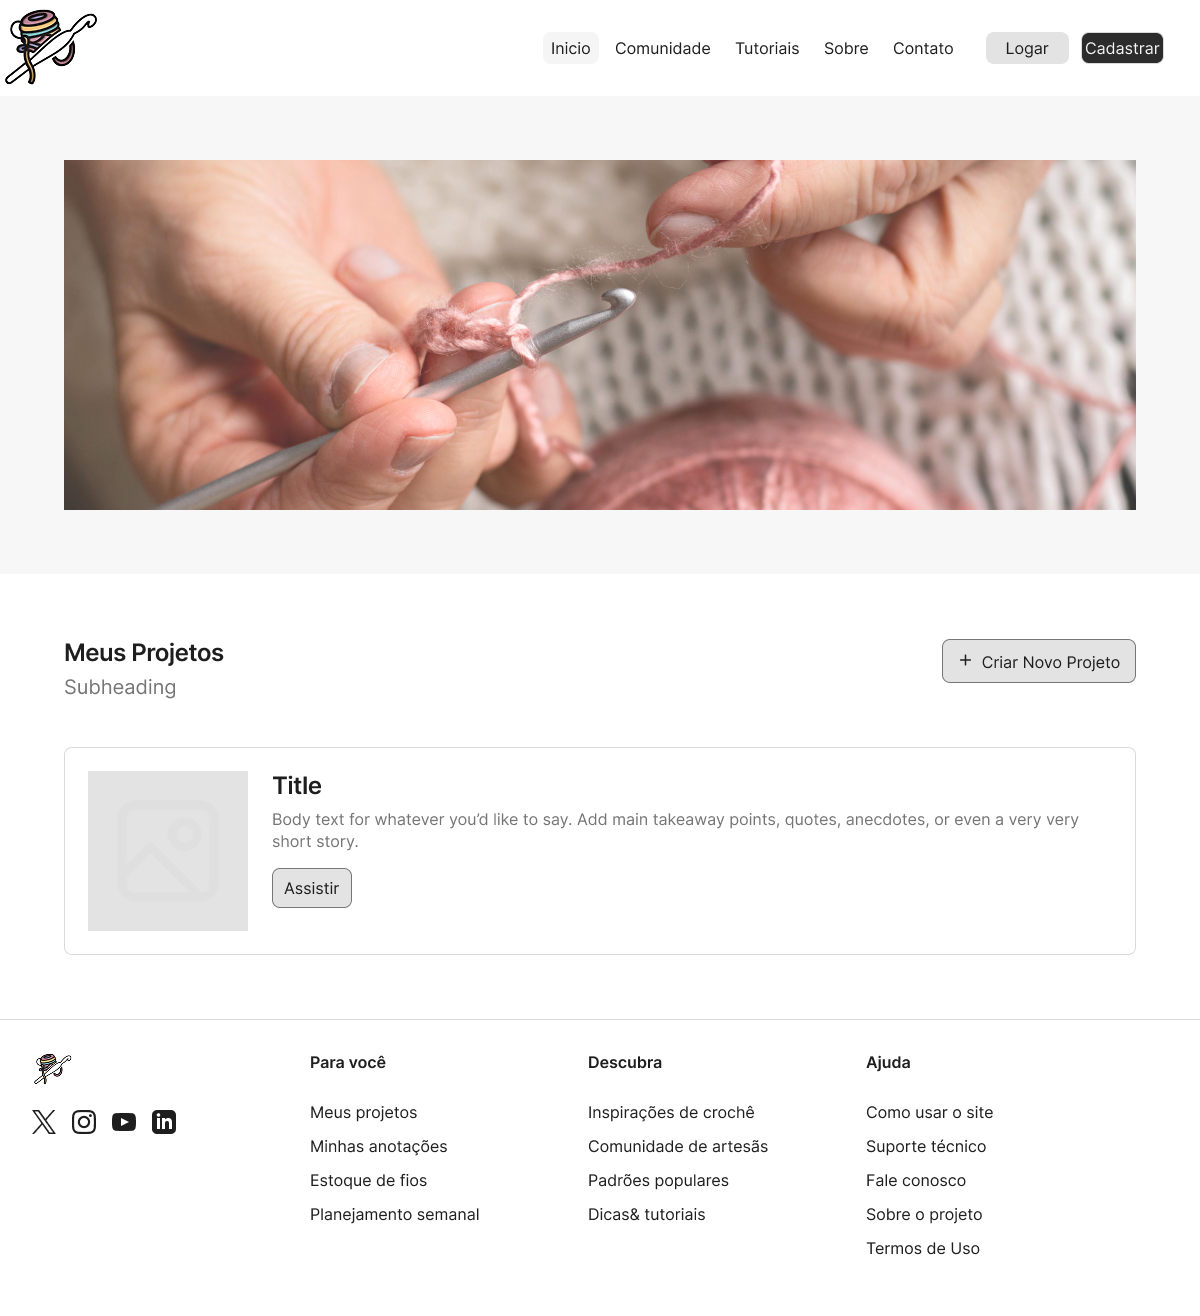 Inicio Comunidade Tutoriais Sobre Contato Logar Cadastrar
Meus Projetos
Subheading
+ Criar Novo Projeto
Title
Body text for whatever you’d like to say. Add main takeaway points, quotes, anecdotes, or even a very very
short story.
Assistir
Para você
Meus projetos
Minhas anotações
Estoque de fios
Planejamento semanal
Descubra
Inspirações de crochê
Comunidade de artesãs
Padrões populares
Dicas& tutoriais
Ajuda
Como usar o site
Suporte técnico
Fale conosco
Sobre o projeto
Termos de Uso